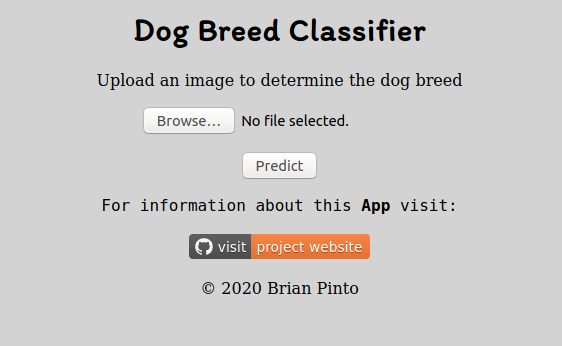 Dog Breed Classifier
Upload an image to determine the dog breed
Browse... No file selected.
Predict
For information about this App visit:
visit project website
© 2020 Brian Pinto